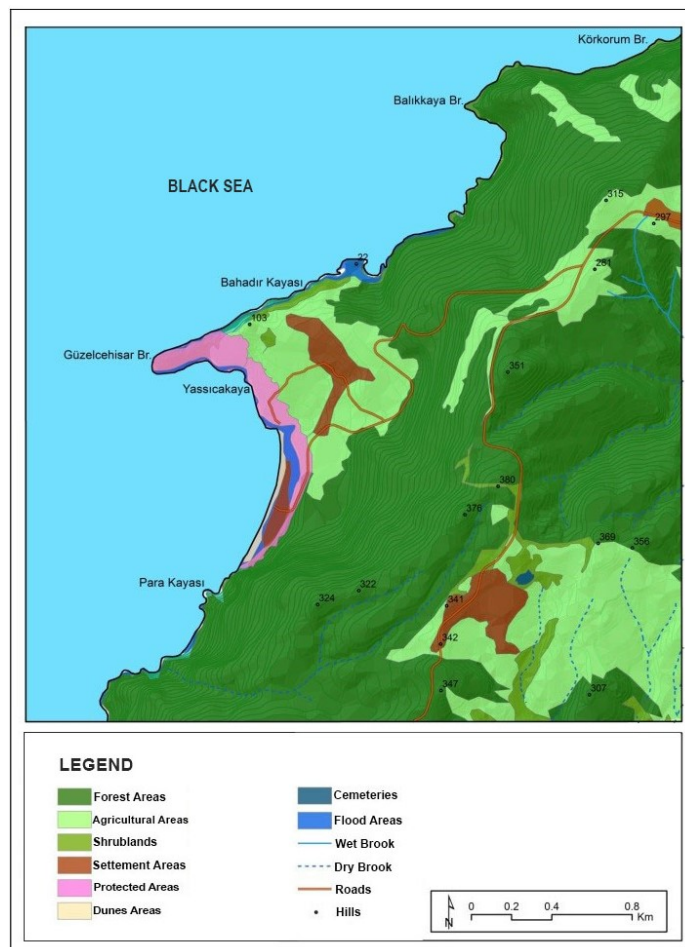 Körkorum Br.
Balıkkaya Br.
BLACK SEA
315
297
281
22
Bahadır Kayası
103
Güzelcehisar Br.
Yassıcakaya
351
380
378
369
356
Para Kayası
322
324
341
342
347
307
LEGEND
Forest Areas
Agricultural Areas
Shrublands
Settement Areas
Protected Areas
Dunes Areas
Cemeteries
Flood Areas
Wet Brook
Dry Brook
Roads
Hills
N
0 0.2 0.4 0.8
Km